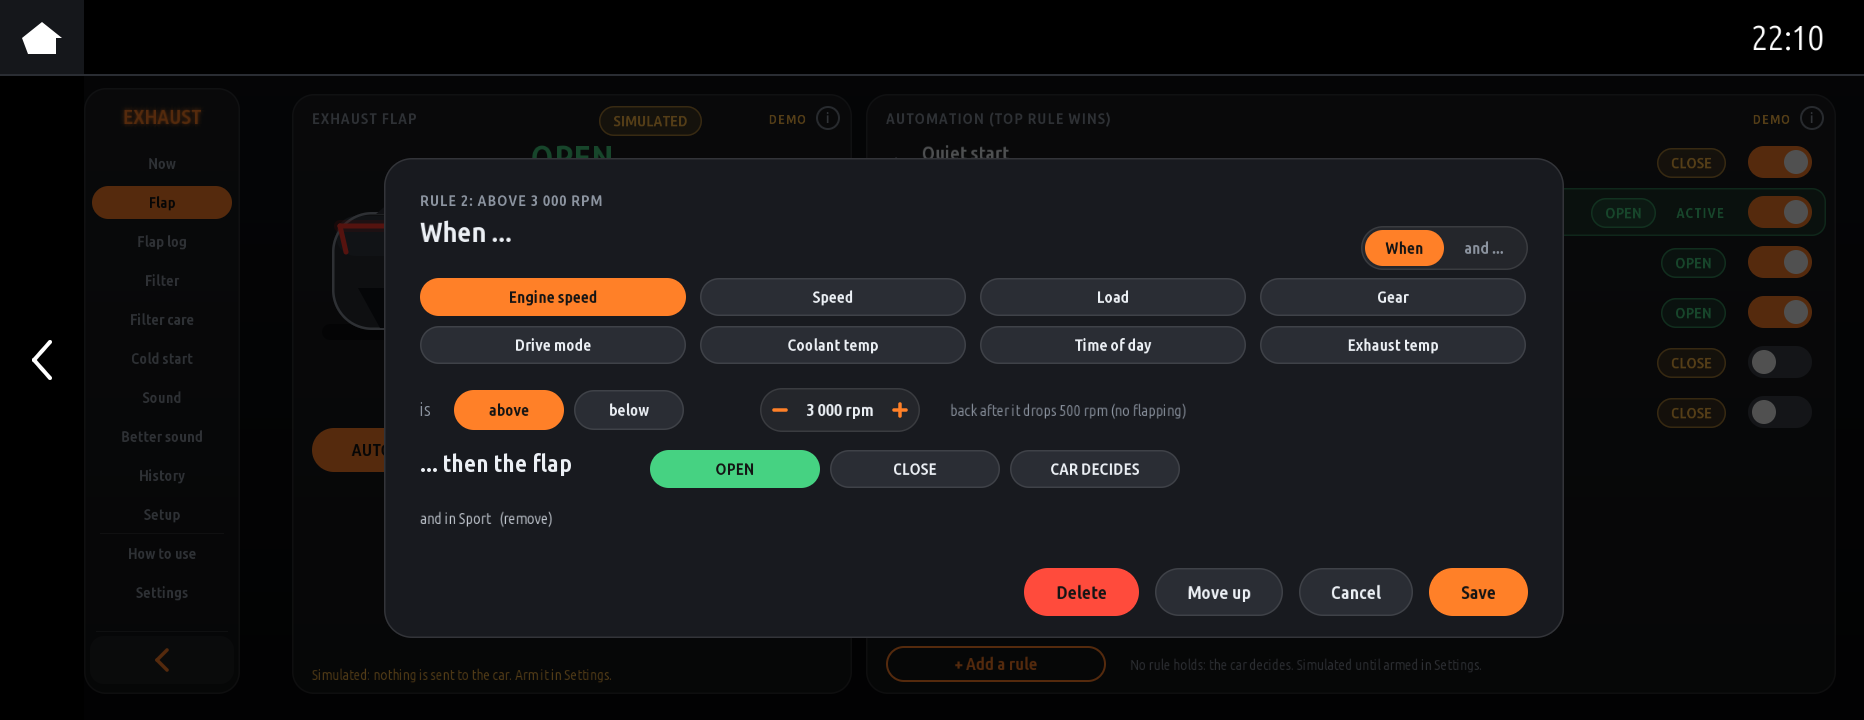 22:10
EXHAUST
Now
Flap
Flap log
Filter
Filter care
Cold start
Sound
Better sound
History
Setup
How to use
Settings
EXHAUST FLAP
SIMULATED
DEMO
i
OPEN
Simulated: nothing is sent to the car. Arm it in Settings.
AUTOMATION (TOP RULE WINS)
DEMO
i
Quiet start
CLOSE
OPEN ACTIVE
OPEN
OPEN
CLOSE
CLOSE
+ Add a rule
No rule holds: the car decides. Simulated until armed in Settings.
RULE 2: ABOVE 3 000 RPM
When ...
When and ...
Engine speed Speed Load Gear
Drive mode Coolant temp Time of day Exhaust temp
is above below − 3 000 rpm + back after it drops 500 rpm (no flapping)
... then the flap OPEN CLOSE CAR DECIDES
and in Sport (remove)
Delete Move up Cancel Save